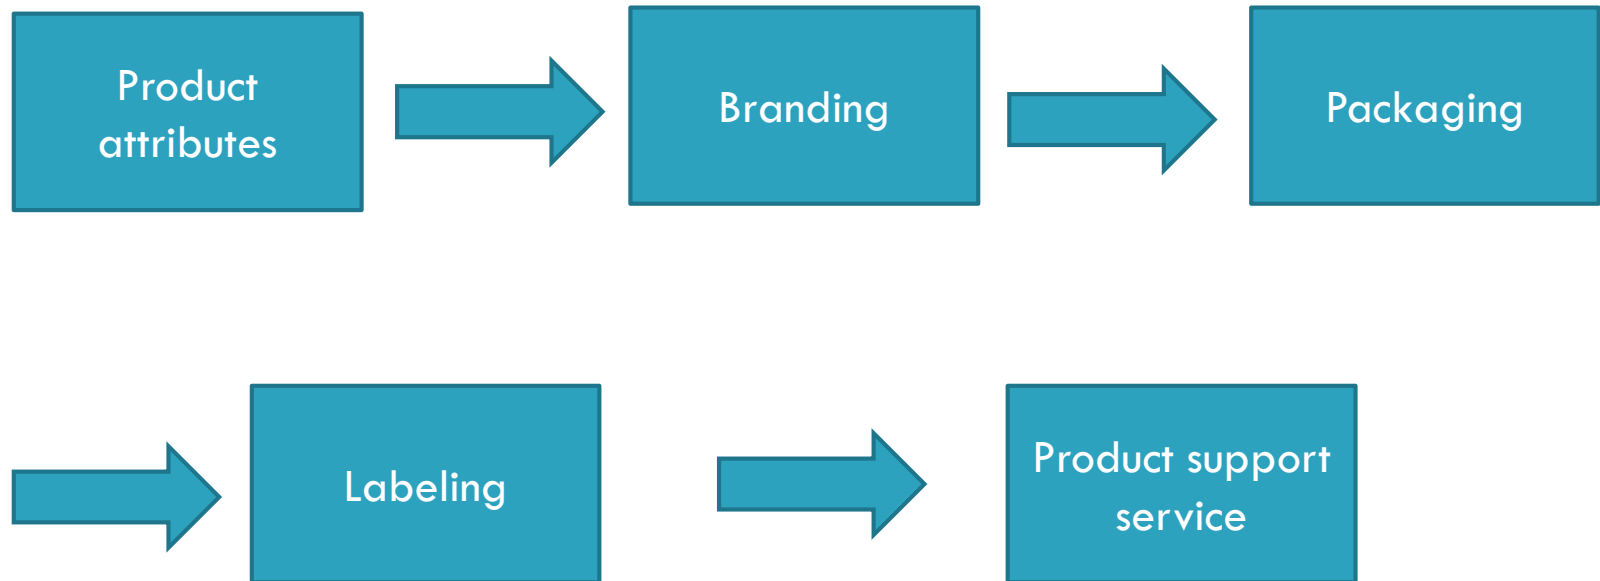 Product
attributes
Branding
Packaging
Labeling
Product support
service